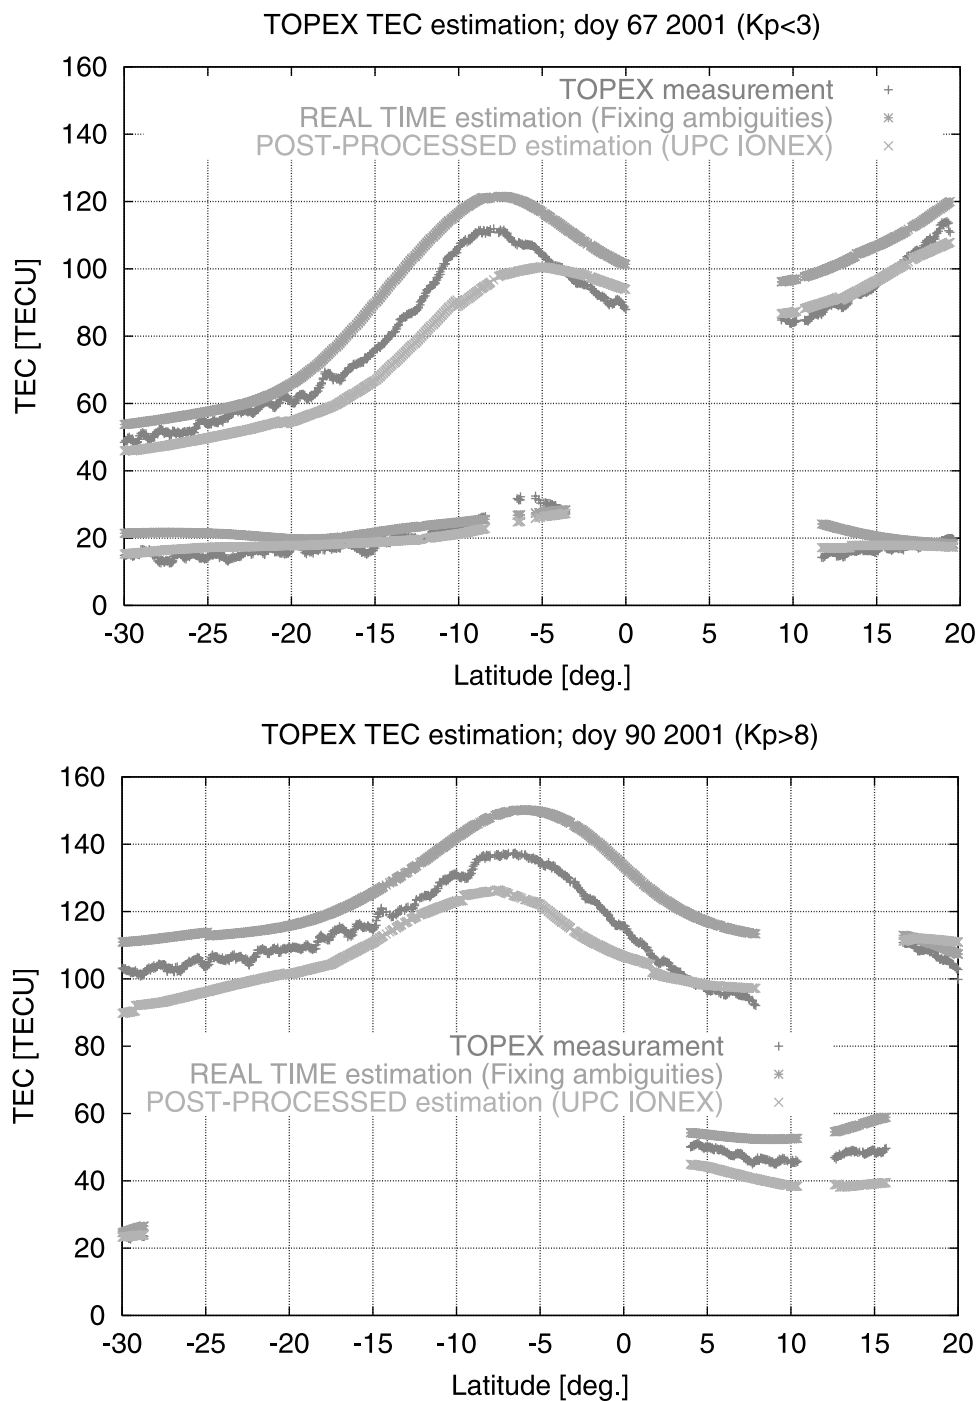 TOPEX TEC estimation; doy 67 2001 (Kp<3)
160
140
120
100
80
60
40
20
0
TEC [TECU]
TOPEX measurement
REAL TIME estimation (Fixing ambiguities)
POST-PROCESSED estimation (UPC IONEX)
-30 -25 -20 -15 -10 -5 0 5 10 15 20
Latitude [deg.]
TOPEX TEC estimation; doy 90 2001 (Kp>8)
160
140
120
100
80
60
40
20
0
TEC [TECU]
TOPEX measurament
REAL TIME estimation (Fixing ambiguities)
POST-PROCESSED estimation (UPC IONEX)
-30 -25 -20 -15 -10 -5 0 5 10 15 20
Latitude [deg.]